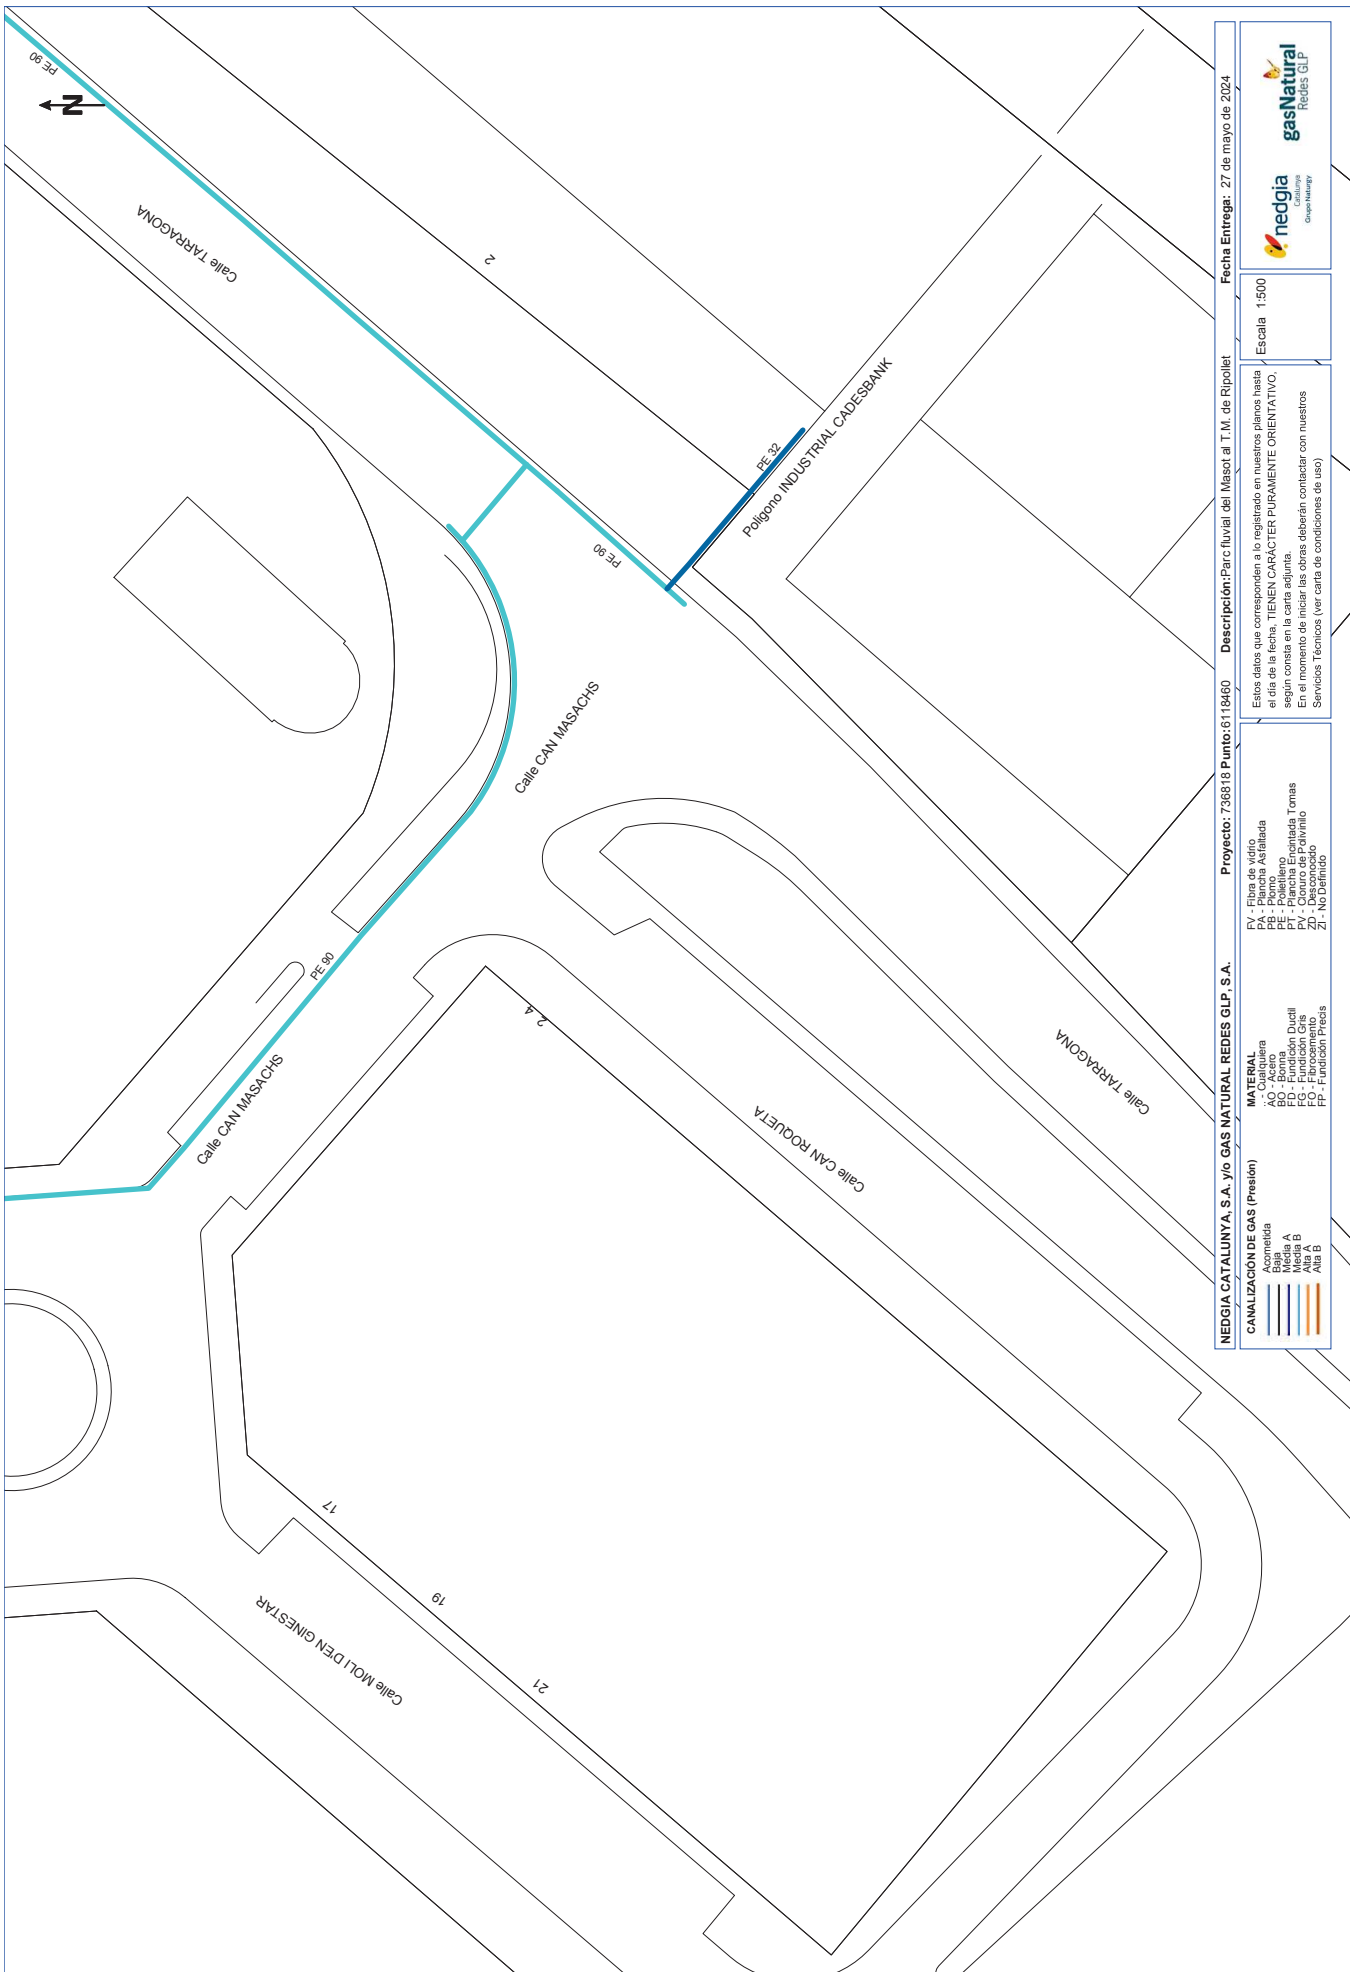 PE 90
N
Calle TARRAGONA
2
PE 32
Poligono INDUSTRIAL CADESBANK
PE 90
Calle CAN MASACHS
PE 90
Calle CAN MASACHS
2, 4
Calle CAN ROQUETA
Calle TARRAGONA
17
19
21
Calle MOLI D'EN GINESTAR
NEDGIA CATALUNYA, S.A. y/o GAS NATURAL REDES GLP, S.A.
Proyecto: 736818 Punto:6118460
Descripción:Parc fluvial del Masot al T.M. de Ripollet
Fecha Entrega: 27 de mayo de 2024
CANALIZACIÓN DE GAS (Presión)
Acometida
Baja
Media A
Media B
Alta A
Alta B
MATERIAL
.. - Cualquiera
AO - Acero
BO - Bonna
FD - Fundición Ductil
FG - Fundición Gris
FO - Fibrocemento
FP - Fundición Precis
FV - Fibra de vidrio
PA - Plancha Asfaltada
PB - Plomo
PE - Polietileno
PT - Plancha Encintada Tomas
PV - Cloruro de Polivinilo
ZD - Desconocido
ZI - No Definido
Estos datos que corresponden a lo registrado en nuestros planos hasta
el día de la fecha, TIENEN CARÁCTER PURAMENTE ORIENTATIVO,
según consta en la carta adjunta.
En el momento de iniciar las obras deberán contactar con nuestros
Servicios Técnicos (ver carta de condiciones de uso)
Escala 1:500
nedgia
Catalunya
Grupo Naturgy
gasNatural
Redes GLP